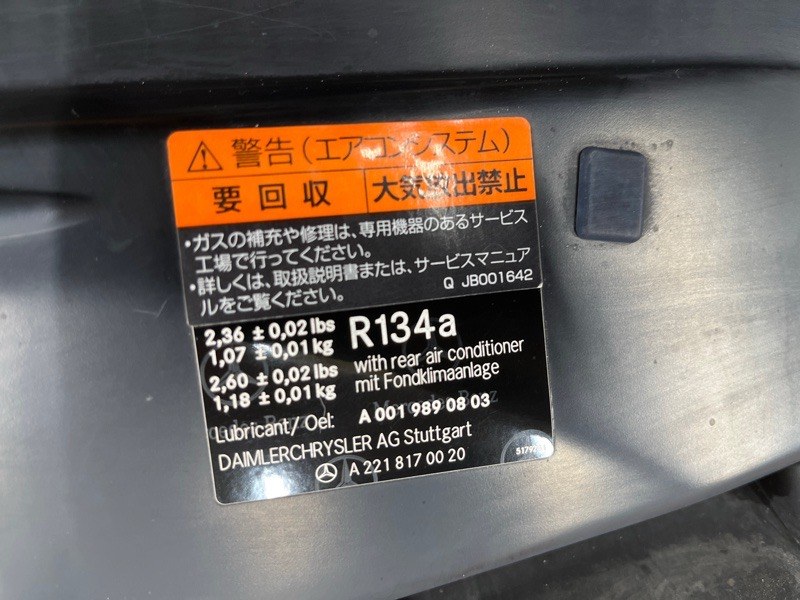 警告(エアコンシステム)
要回収 大気放出禁止
・ガスの補充や修理は、専用機器のあるサービス
工場で行ってください。
・詳しくは、取扱説明書または、サービスマニュア
ルをご覧ください。
Q JB001642
2,36 ± 0,02 lbs
1,07 ± 0,01 kg
R134a
with rear air conditioner
2,60 ± 0,02 lbs
1,18 ± 0,01 kg
mit Fondklimaanlage
Lubricant/ Oel: A 001 989 08 03
DAIMLERCHRYSLER AG Stuttgart
A 221 817 00 20